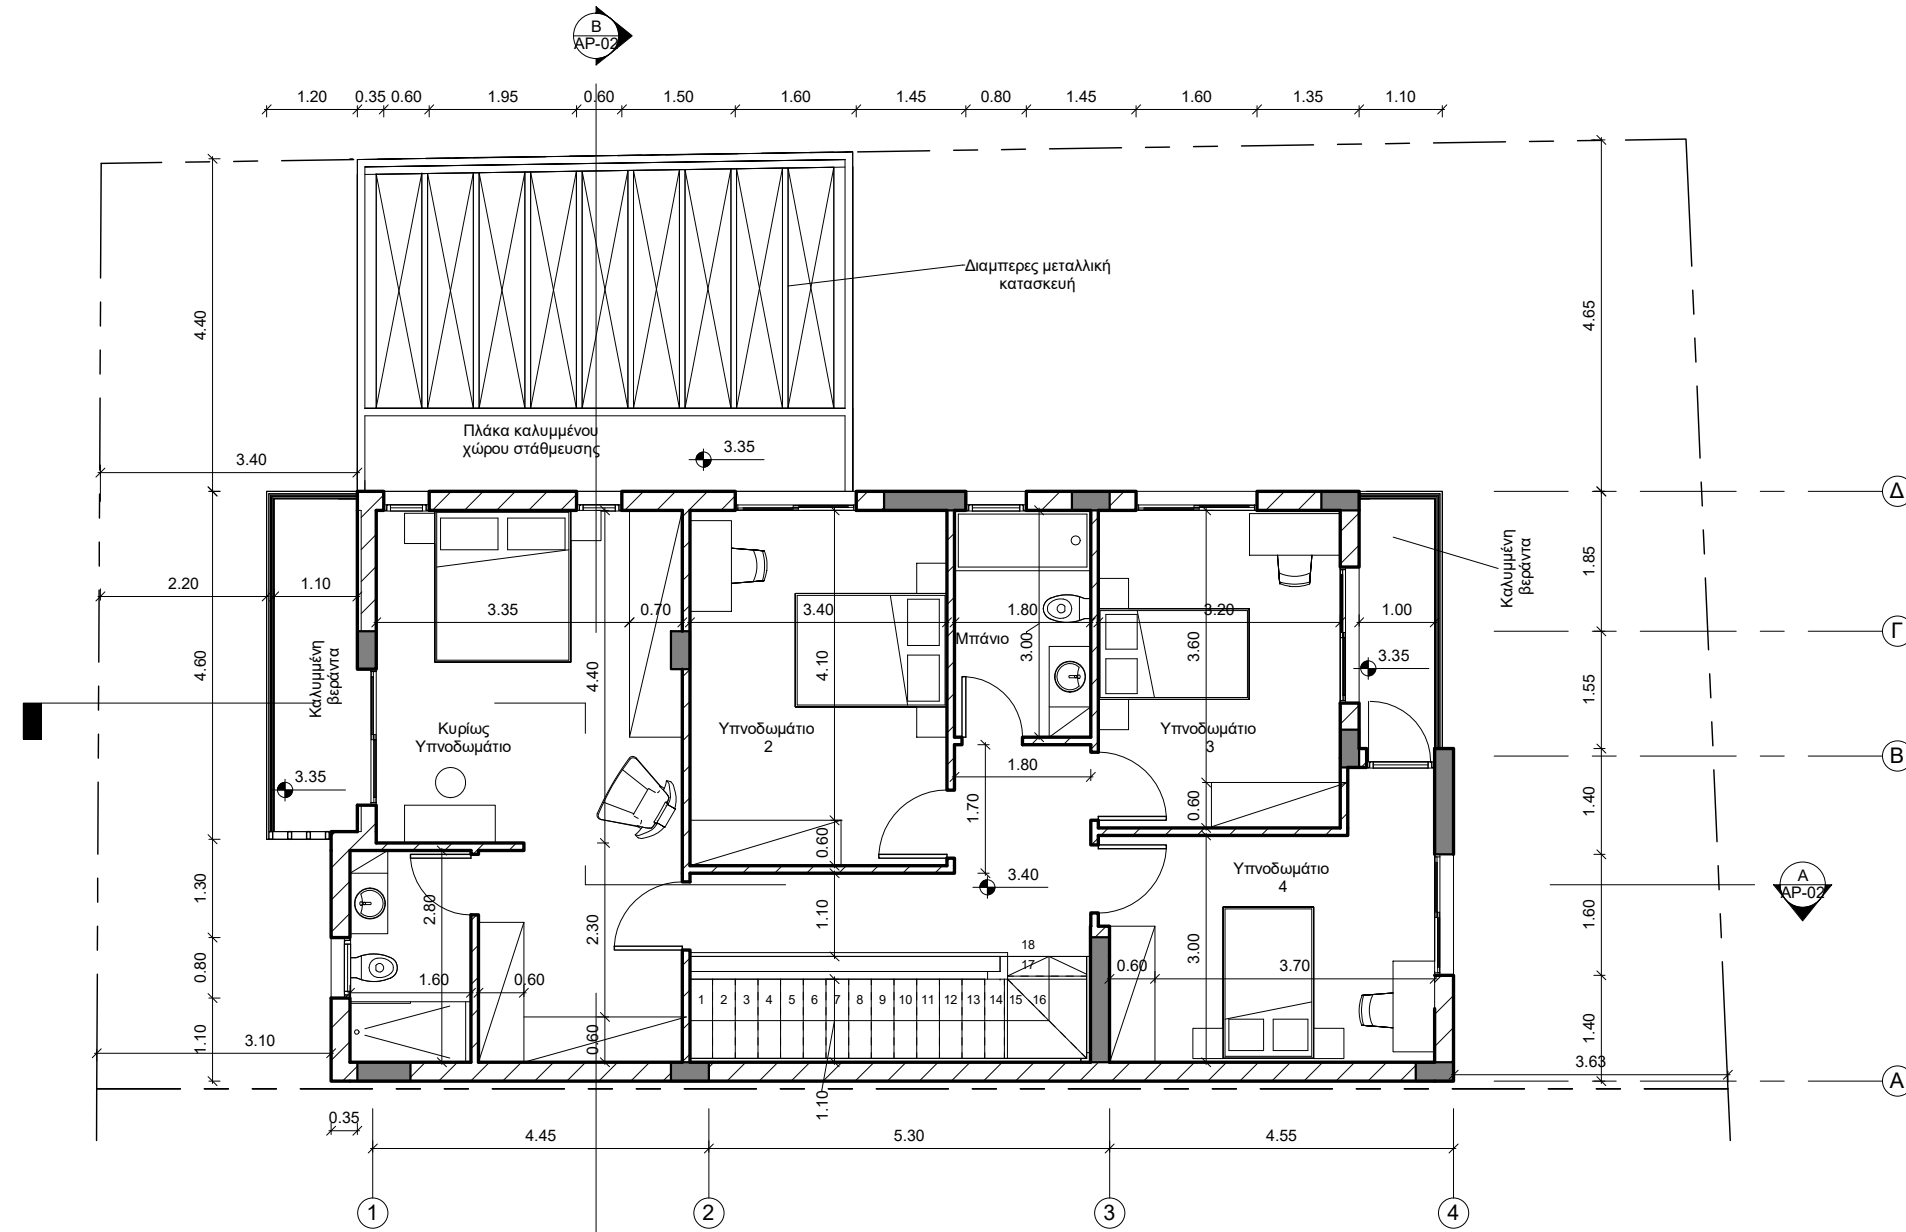 B
AP-02
1.20 0.35 0.60 1.95 0.60 1.50 1.60 1.45 0.80 1.45 1.60 1.35 1.10
4.40
4.65
Διαμπερες μεταλλική
κατασκευή
Πλάκα καλυμμένου
χώρου στάθμευσης
3.35
3.40
Δ
2.20
1.10
3.35
0.70
3.40
1.80
3.20
1.00
1.85
Καλυμμένη
βεράντα
Γ
Μπάνιο
3.00
3.60
4.10
4.40
4.60
Καλυμμένη
βεράντα
3.35
1.55
Κυρίως
Υπνοδωμάτιο
Υπνοδωμάτιο
2
Υπνοδωμάτιο
3
B
3.35
1.80
1.70
0.60
0.60
1.40
Υπνοδωμάτιο
4
3.40
A
AP-02
1.30
2.80
2.30
1.10
3.00
1.60
0.80
1.60
0.60
18
17
0.60
3.70
1 2 3 4 5 6 7 8 9 10 11 12 13 14 15 16
1.10
3.10
0.60
1.40
3.63
A
0.35
1.10
4.45
5.30
4.55
1
2
3
4